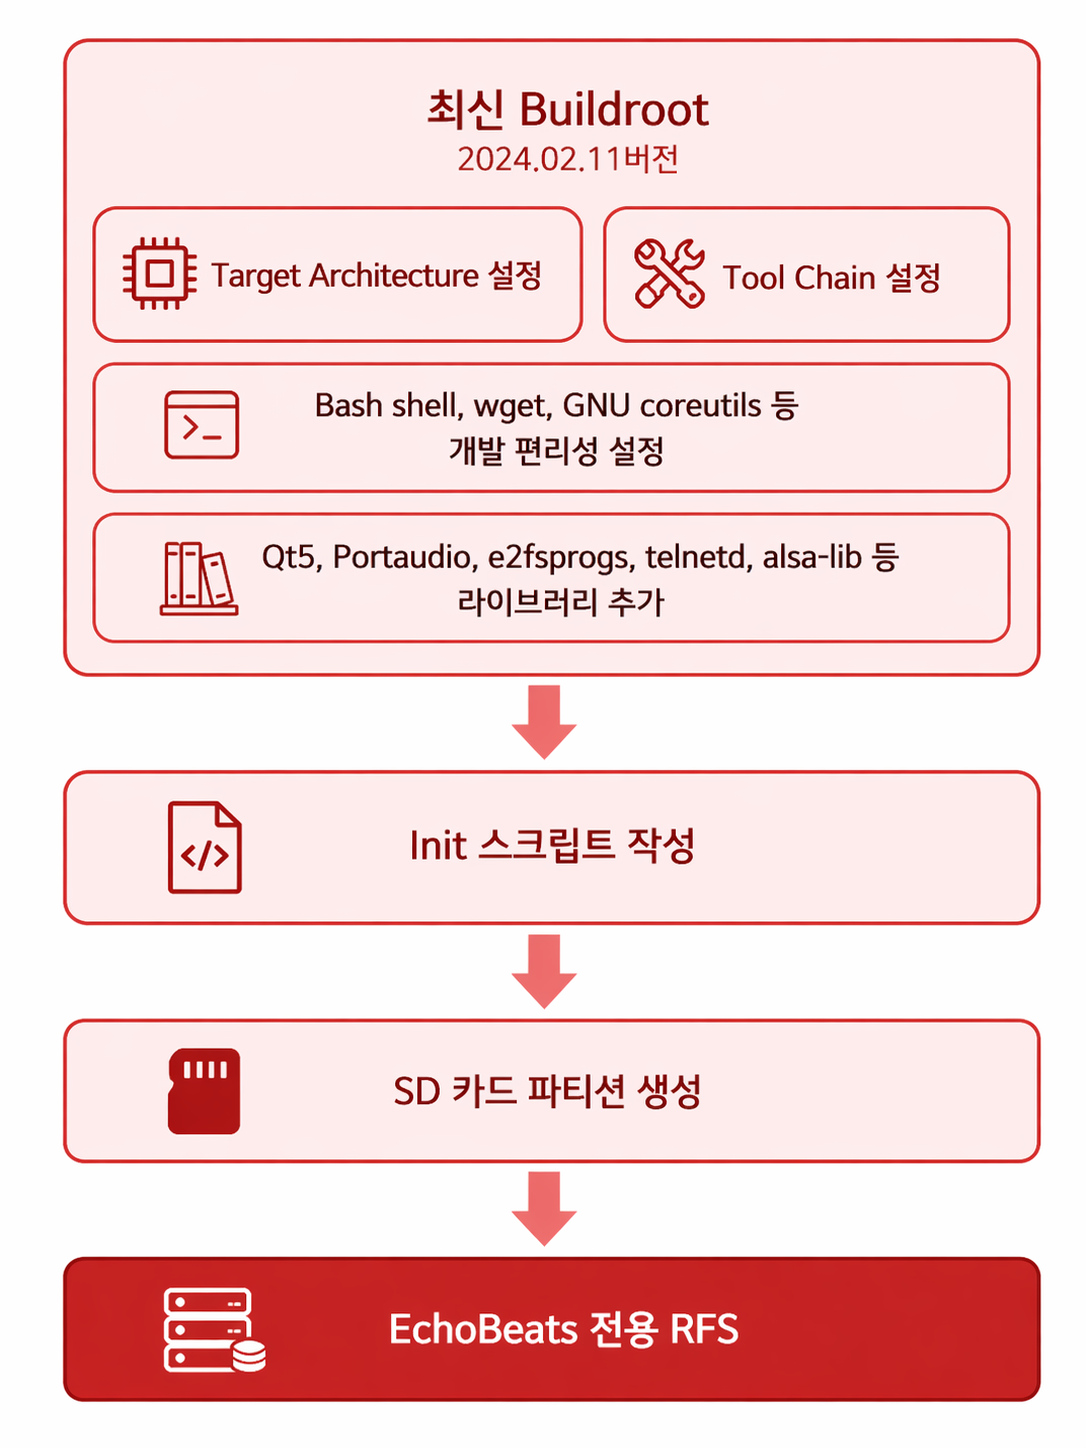 최신 Buildroot
2024.02.11버전
Target Architecture 설정
Tool Chain 설정
Bash shell, wget, GNU coreutils 등
개발 편리성 설정
Qt5, Portaudio, e2fsprogs, telnetd, alsa-lib 등
라이브러리 추가
Init 스크립트 작성
SD 카드 파티션 생성
EchoBeats 전용 RFS